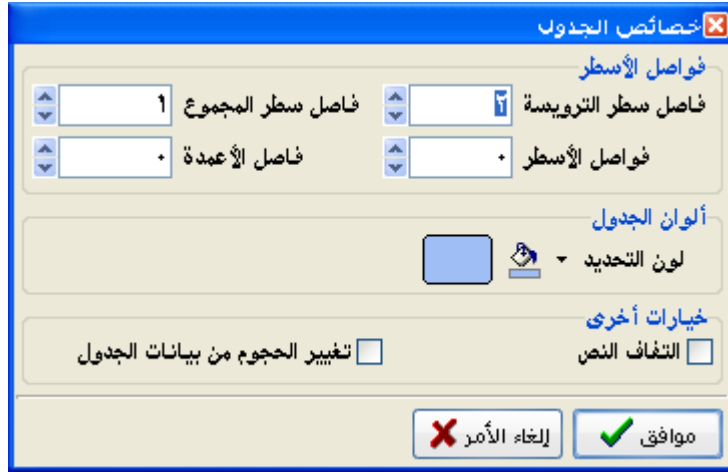 خصائص الجدول
فواصل الأسطر
فاصل سطر الترويسة ٢ فاصل سطر المجموع ١
فواصل الأسطر ٠ فاصل الأعمدة ٠
ألوان الجدول
لون التحديد
خيارات أخرى
التفاف النص تغيير الحجوم من بيانات الجدول
موافق إلغاء الأمر